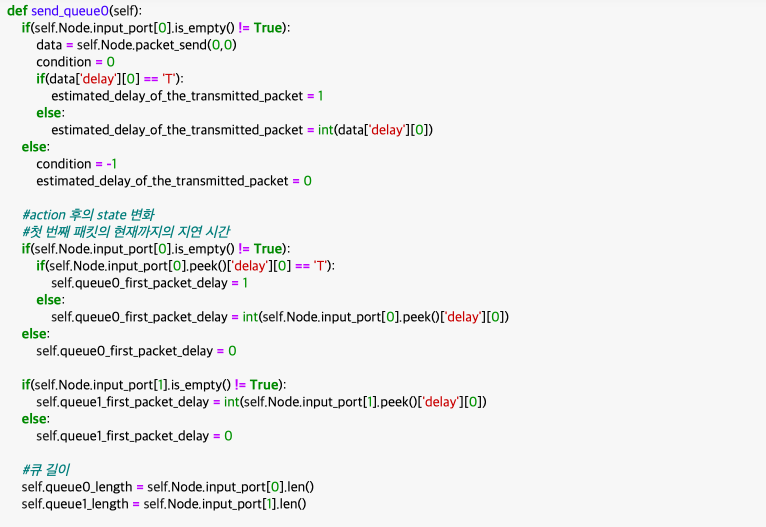 def send_queue0(self):
    if(self.Node.input_port[0].is_empty() != True):
        data = self.Node.packet_send(0,0)
        condition = 0
        if(data['delay'][0] == 'T'):
            estimated_delay_of_the_transmitted_packet = 1
        else:
            estimated_delay_of_the_transmitted_packet = int(data['delay'][0])
    else:
        condition = -1
        estimated_delay_of_the_transmitted_packet = 0

    #action 후의 state 변화
    #첫 번째 패킷의 현재까지의 지연 시간
    if(self.Node.input_port[0].is_empty() != True):
        if(self.Node.input_port[0].peek()['delay'][0] == 'T'):
            self.queue0_first_packet_delay = 1
        else:
            self.queue0_first_packet_delay = int(self.Node.input_port[0].peek()['delay'][0])
    else:
        self.queue0_first_packet_delay = 0

    if(self.Node.input_port[1].is_empty() != True):
        self.queue1_first_packet_delay = int(self.Node.input_port[1].peek()['delay'][0])
    else:
        self.queue1_first_packet_delay = 0

    #큐 길이
    self.queue0_length = self.Node.input_port[0].len()
    self.queue1_length = self.Node.input_port[1].len()